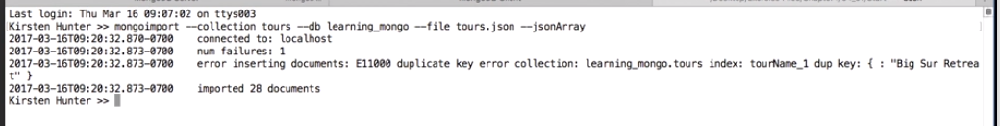 Last login: Thu Mar 16 09:07:02 on ttys003
Kirsten Hunter >> mongoimport --collection tours --db learning_mongo --file tours.json --jsonArray
2017-03-16T09:20:32.870-0700    connected to: localhost
2017-03-16T09:20:32.873-0700    num failures: 1
2017-03-16T09:20:32.873-0700    error inserting documents: E11000 duplicate key error collection: learning_mongo.tours index: tourName_1 dup key: { : "Big Sur Retrea
t" }
2017-03-16T09:20:32.873-0700    imported 28 documents
Kirsten Hunter >>